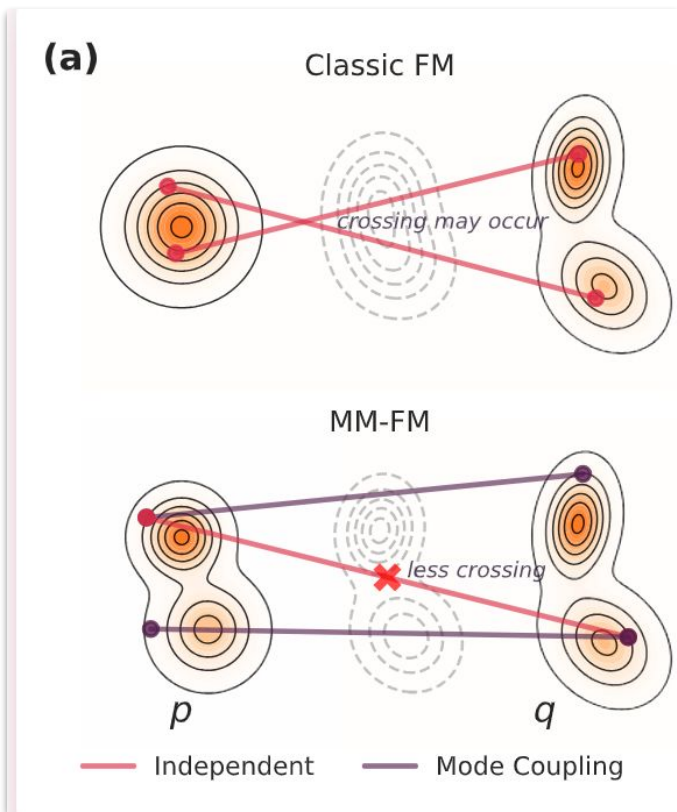 (a)
Classic FM
crossing may occur
MM-FM
less crossing
p q
Independent Mode Coupling